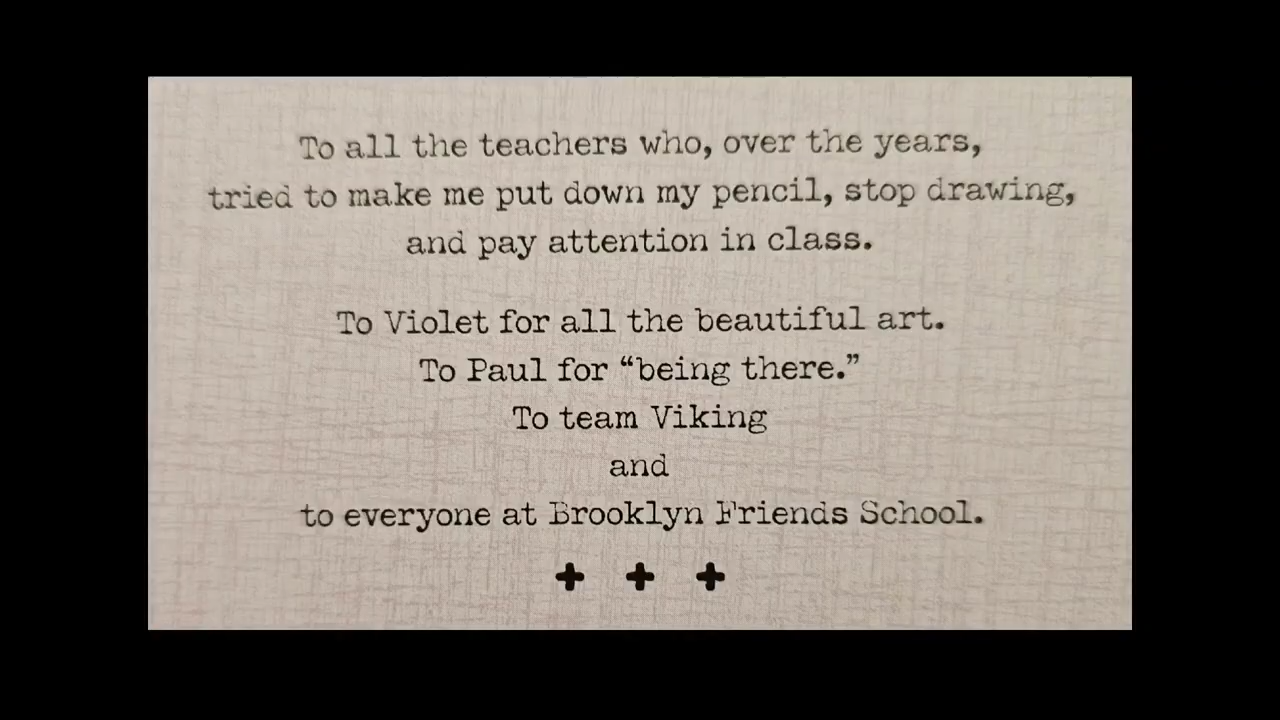 To all the teachers who, over the years,
tried to make me put down my pencil, stop drawing,
and pay attention in class.
To Violet for all the beautiful art.
To Paul for “being there.”
To team Viking
and
to everyone at Brooklyn Friends School.